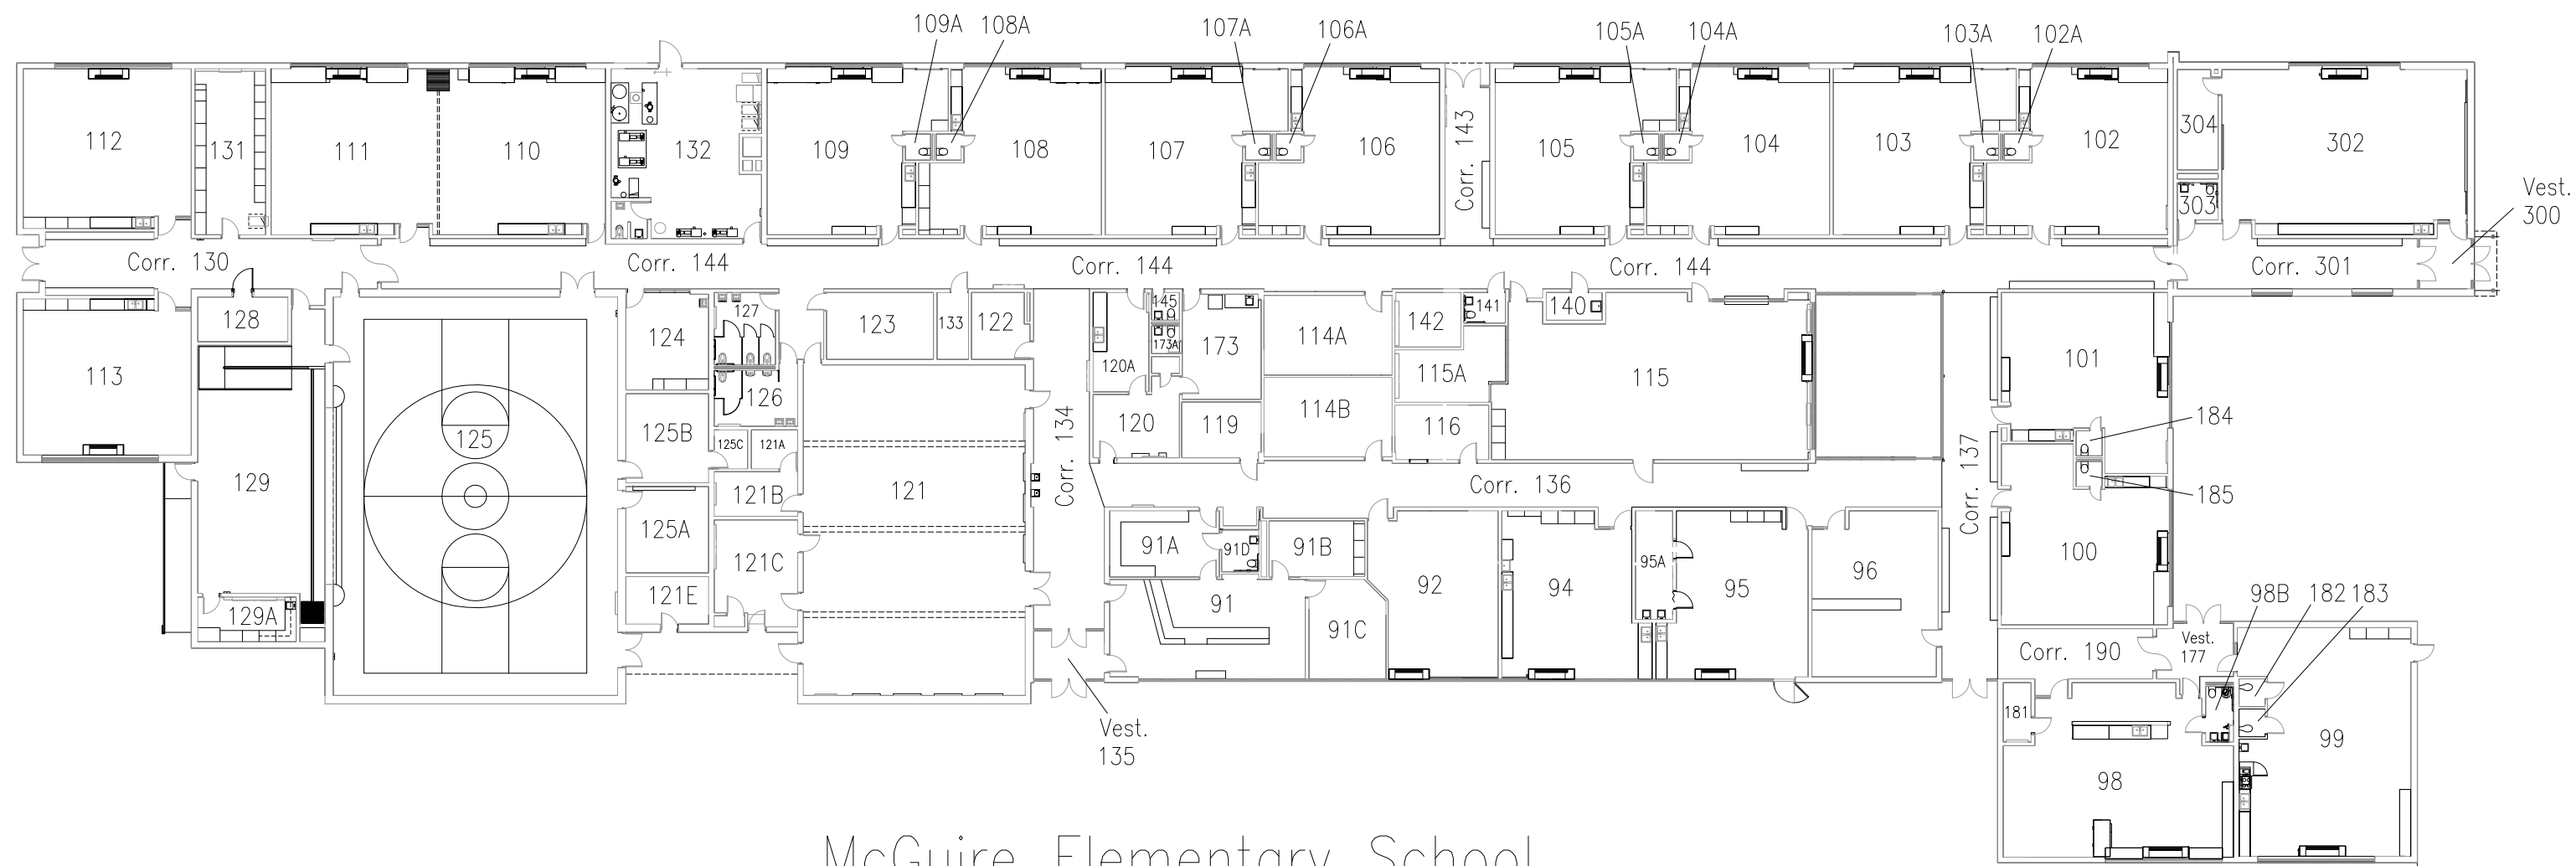 109A
108A
107A
106A
105A
104A
103A
102A
112
131
111
110
132
109
108
107
106
Corr. 143
105
104
103
102
304
302
303
Vest.
300
Corr. 130
Corr. 144
Corr. 144
Corr. 144
Corr. 301
128
124
127
123
133
122
120A
145
173A
173
114A
142
141
140
113
115A
115
101
126
125
125B
125C
121A
120
119
114B
116
184
129
121B
121
Corr. 134
Corr. 136
Corr. 137
185
125A
121C
91A
91D
91B
92
94
95A
95
96
100
129A
121E
91
91C
98B
182
183
Corr. 190
Vest.
177
Vest.
135
181
98
99
McGuire Elementary School